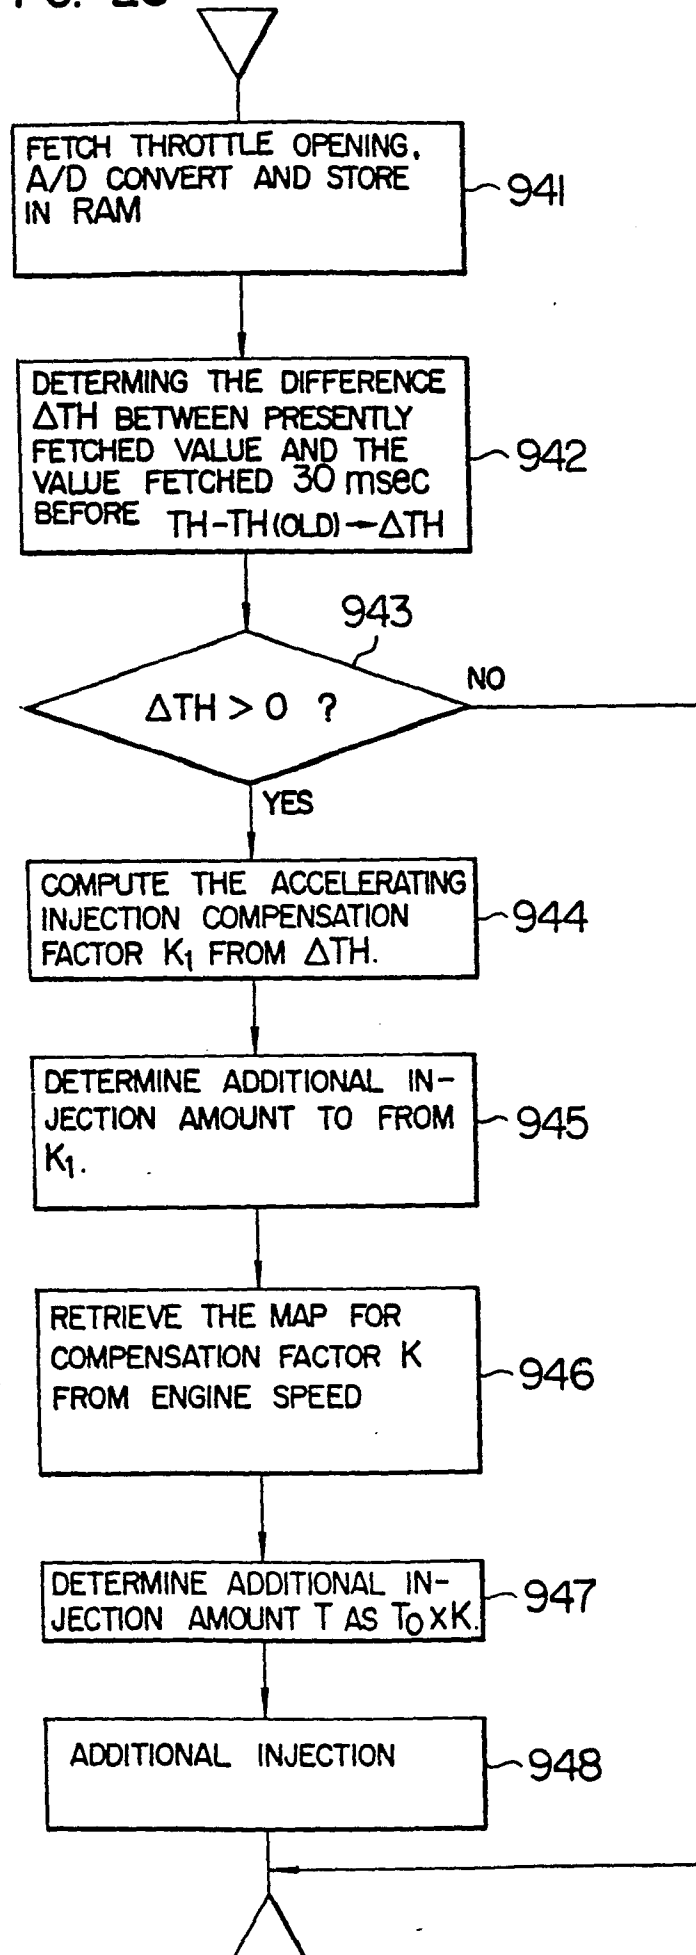 FETCH THROTTLE OPENING,
A/D CONVERT AND STORE
IN RAM
941
DETERMING THE DIFFERENCE
ΔTH BETWEEN PRESENTLY
FETCHED VALUE AND THE
VALUE FETCHED 30 msec
BEFORE TH-TH(OLD)→ΔTH
942
943
ΔTH > 0 ?
NO
YES
COMPUTE THE ACCELERATING
INJECTION COMPENSATION
FACTOR K₁ FROM ΔTH.
944
DETERMINE ADDITIONAL IN-
JECTION AMOUNT TO FROM
K₁.
945
RETRIEVE THE MAP FOR
COMPENSATION FACTOR K
FROM ENGINE SPEED
946
DETERMINE ADDITIONAL IN-
JECTION AMOUNT T AS T₀xK.
947
ADDITIONAL INJECTION
948